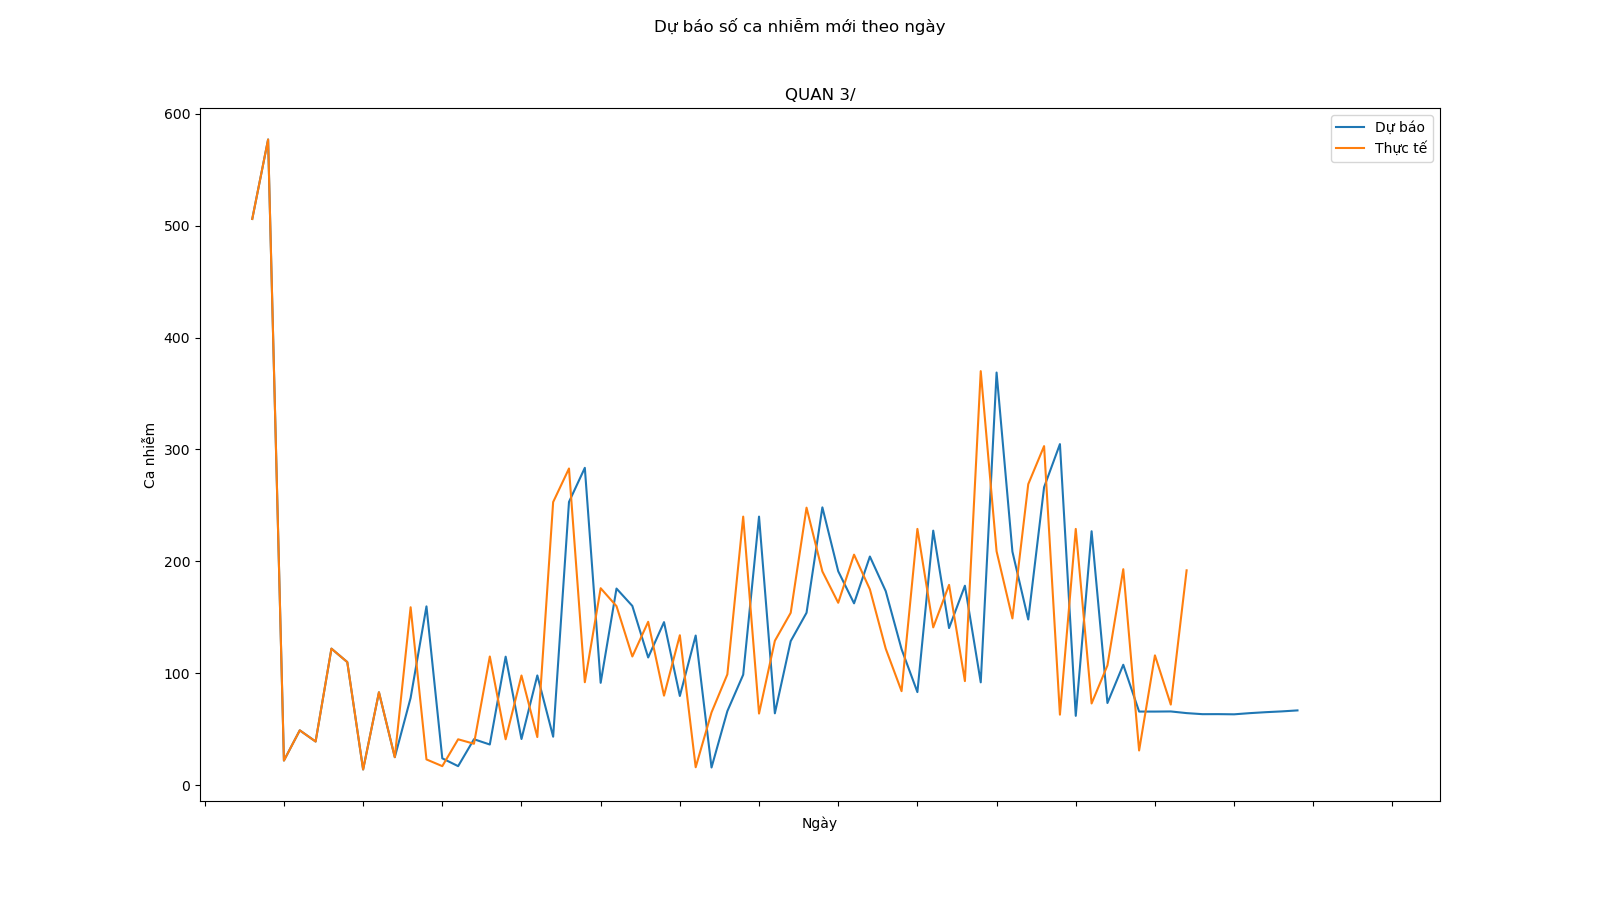 Dự báo số ca nhiễm mới theo ngày
QUAN 3/
Dự báo
Thực tế
600
500
400
300
200
100
0
Ca nhiễm
Ngày